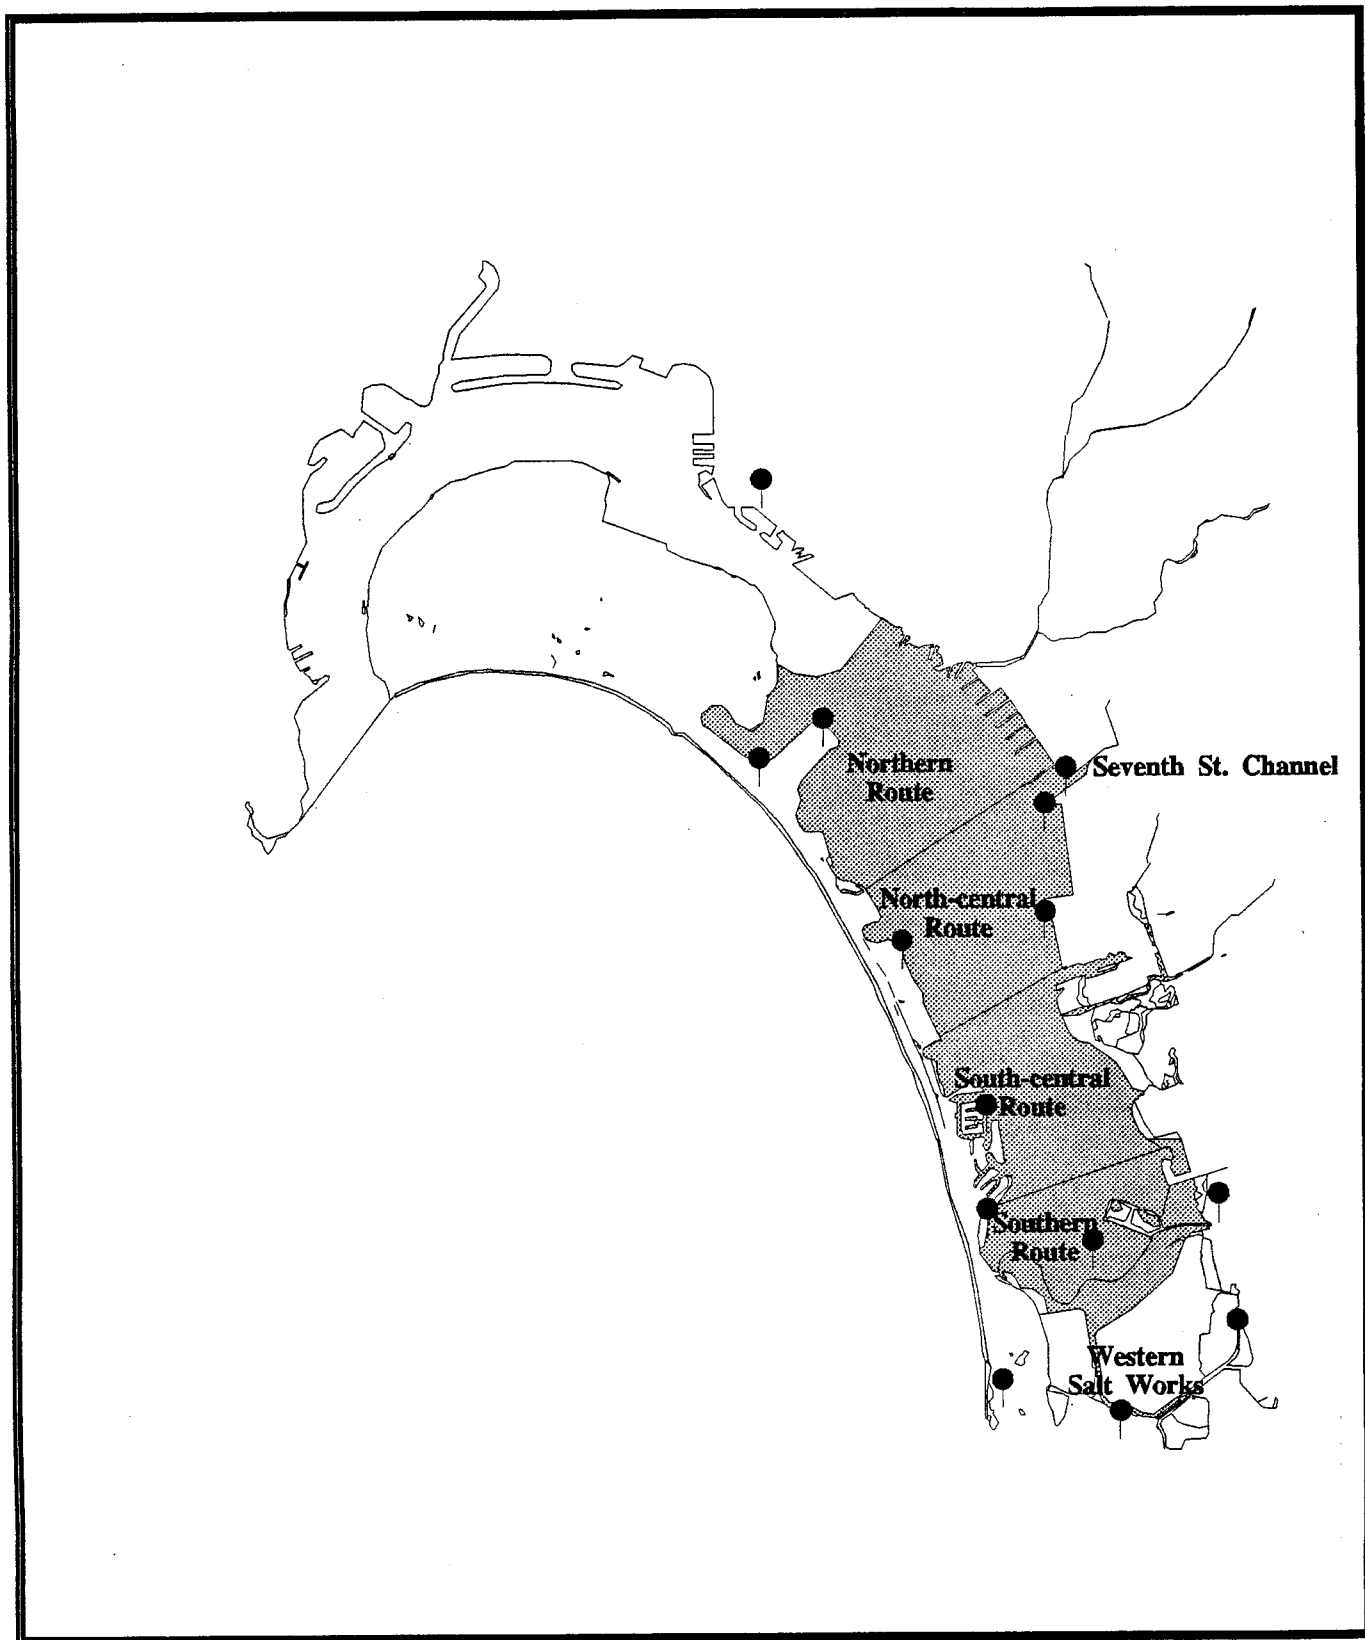 Northern
Route
Seventh St. Channel
North-central
Route
South-central
Route
Southern
Route
Western
Salt Works